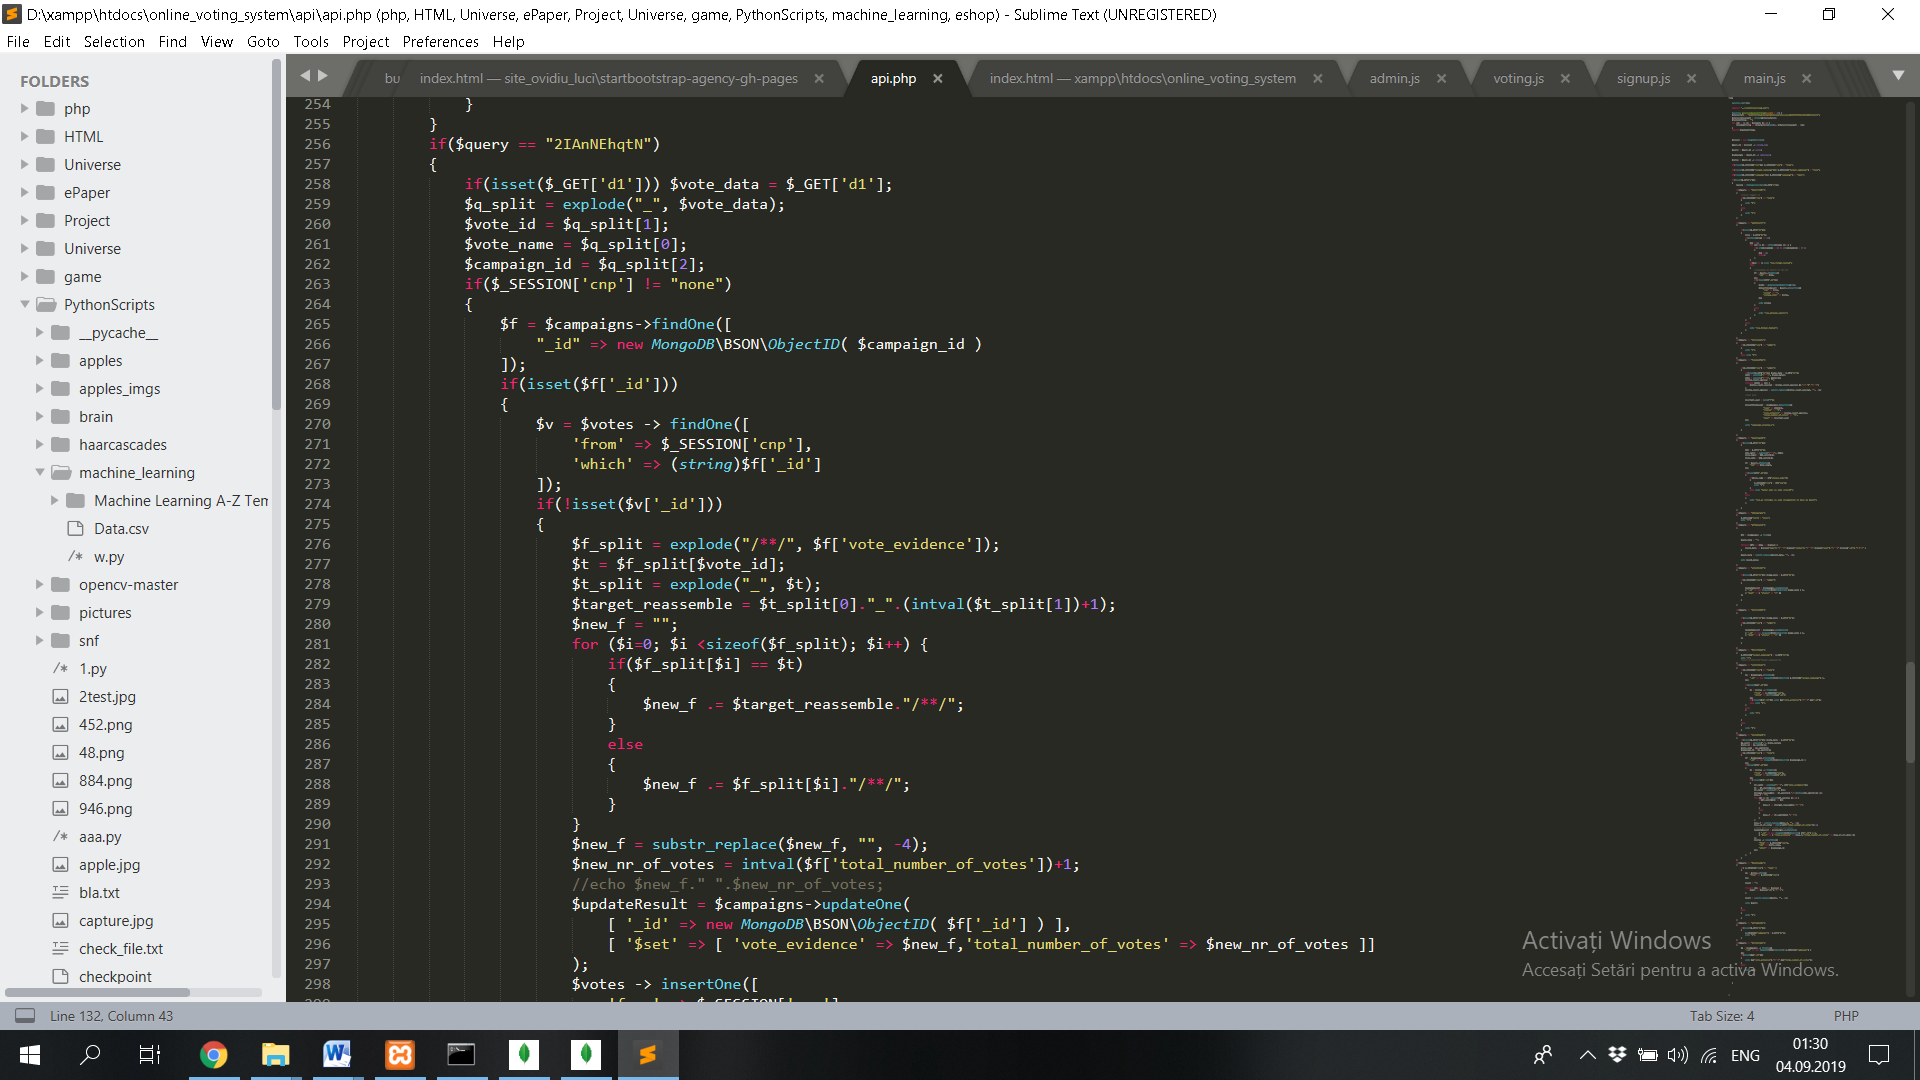 D:\xampp\htdocs\online_voting_system\api\api.php (php, HTML, Universe, ePaper, Project, Universe, game, PythonScripts, machine_learning, eshop) - Sublime Text (UNREGISTERED)
File Edit Selection Find View Goto Tools Project Preferences Help
FOLDERS
php
HTML
Universe
ePaper
Project
Universe
game
PythonScripts
__pycache__
apples
apples_imgs
brain
haarcascades
machine_learning
Machine Learning A-Z Tem
Data.csv
/* w.py
opencv-master
pictures
snf
/* 1.py
2test.jpg
452.png
48.png
884.png
946.png
/* aaa.py
apple.jpg
bla.txt
capture.jpg
check_file.txt
checkpoint
bu index.html — site_ovidiu_luci\startbootstrap-agency-gh-pages × api.php × index.html — xampp\htdocs\online_voting_system × admin.js × voting.js × signup.js × main.js ×
254 }
255 }
256 if($query == "2IAnNEhqtN")
257 {
258 if(isset($_GET['d1'])) $vote_data = $_GET['d1'];
259 $q_split = explode("_", $vote_data);
260 $vote_id = $q_split[1];
261 $vote_name = $q_split[0];
262 $campaign_id = $q_split[2];
263 if($_SESSION['cnp'] != "none")
264 {
265 $f = $campaigns->findOne([
266 "_id" => new MongoDB\BSON\ObjectID( $campaign_id )
267 ]);
268 if(isset($f['_id']))
269 {
270 $v = $votes -> findOne([
271 'from' => $_SESSION['cnp'],
272 'which' => (string)$f['_id']
273 ]);
274 if(!isset($v['_id']))
275 {
276 $f_split = explode("/**/", $f['vote_evidence']);
277 $t = $f_split[$vote_id];
278 $t_split = explode("_", $t);
279 $target_reassemble = $t_split[0]."_".(intval($t_split[1])+1);
280 $new_f = "";
281 for ($i=0; $i <sizeof($f_split); $i++) {
282 if($f_split[$i] == $t)
283 {
284 $new_f .= $target_reassemble."/**/";
285 }
286 else
287 {
288 $new_f .= $f_split[$i]."/**/";
289 }
290 }
291 $new_f = substr_replace($new_f, "", -4);
292 $new_nr_of_votes = intval($f['total_number_of_votes'])+1;
293 //echo $new_f." ".$new_nr_of_votes;
294 $updateResult = $campaigns->updateOne(
295 [ '_id' => new MongoDB\BSON\ObjectID( $f['_id'] ) ],
296 [ '$set' => [ 'vote_evidence' => $new_f,'total_number_of_votes' => $new_nr_of_votes ]]
297 );
298 $votes -> insertOne([
Activați Windows
Accesați Setări pentru a activa Windows.
Line 132, Column 43
Tab Size: 4
PHP
ENG
01:30
04.09.2019